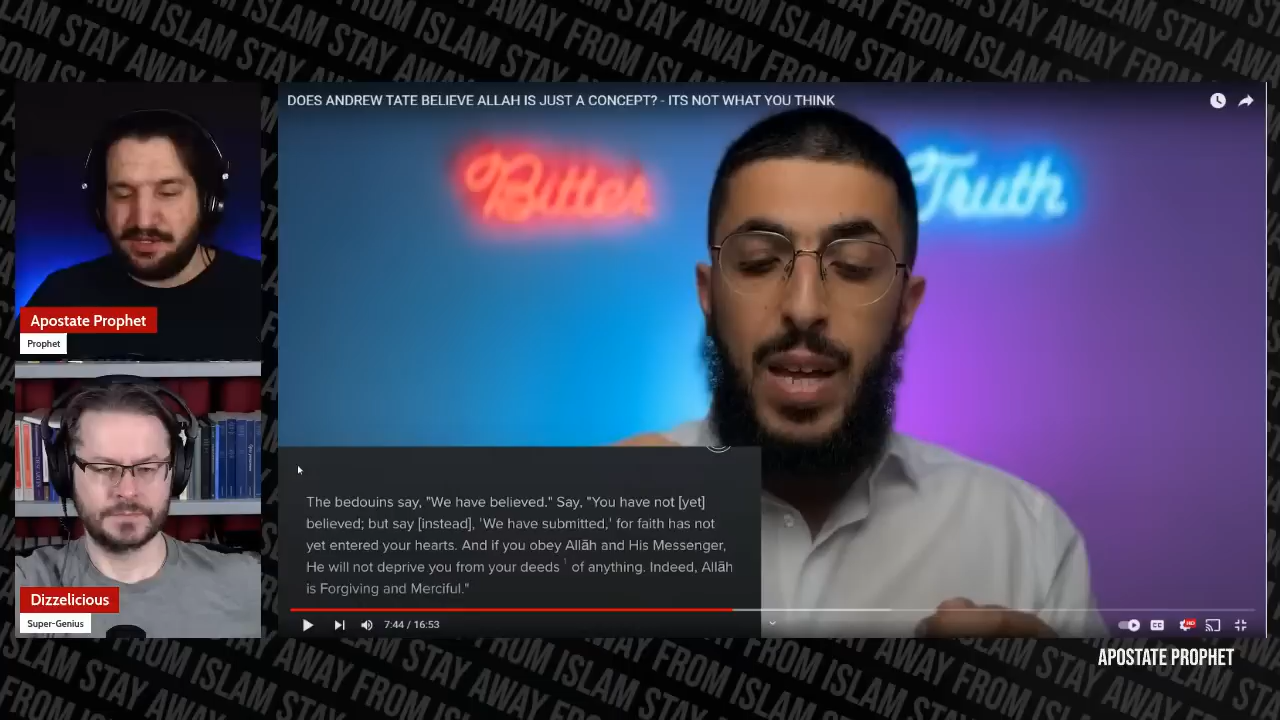 DOES ANDREW TATE BELIEVE ALLAH IS JUST A CONCEPT? - ITS NOT WHAT YOU THINK
Bitter Truth
Apostate Prophet
Prophet
Dizzelicious
Super-Genius
The bedouins say, "We have believed." Say, "You have not [yet]
believed; but say [instead], 'We have submitted,' for faith has not
yet entered your hearts. And if you obey Allāh and His Messenger,
He will not deprive you from your deeds ¹ of anything. Indeed, Allāh
is Forgiving and Merciful."
7:44 / 16:53
CC
HD
APOSTATE PROPHET
STAY AWAY FROM ISLAM